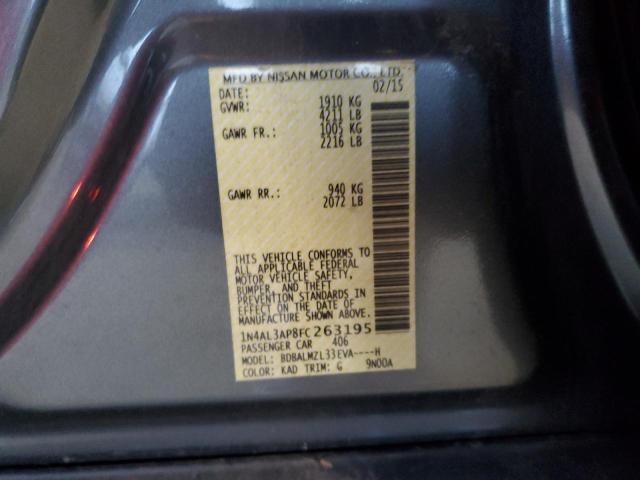 MFD BY NISSAN MOTOR CO., LTD.
DATE: 02/15
GVWR: 1910 KG
4211 LB
GAWR FR.: 1005 KG
2216 LB
GAWR RR.: 940 KG
2072 LB
THIS VEHICLE CONFORMS TO
ALL APPLICABLE FEDERAL
MOTOR VEHICLE SAFETY,
BUMPER, AND THEFT
PREVENTION STANDARDS IN
EFFECT ON THE DATE OF
MANUFACTURE SHOWN ABOVE.
1N4AL3AP8FC263195
PASSENGER CAR 406
MODEL: BDBALMZL33EVA----H
COLOR: KAD TRIM: G 9N00A